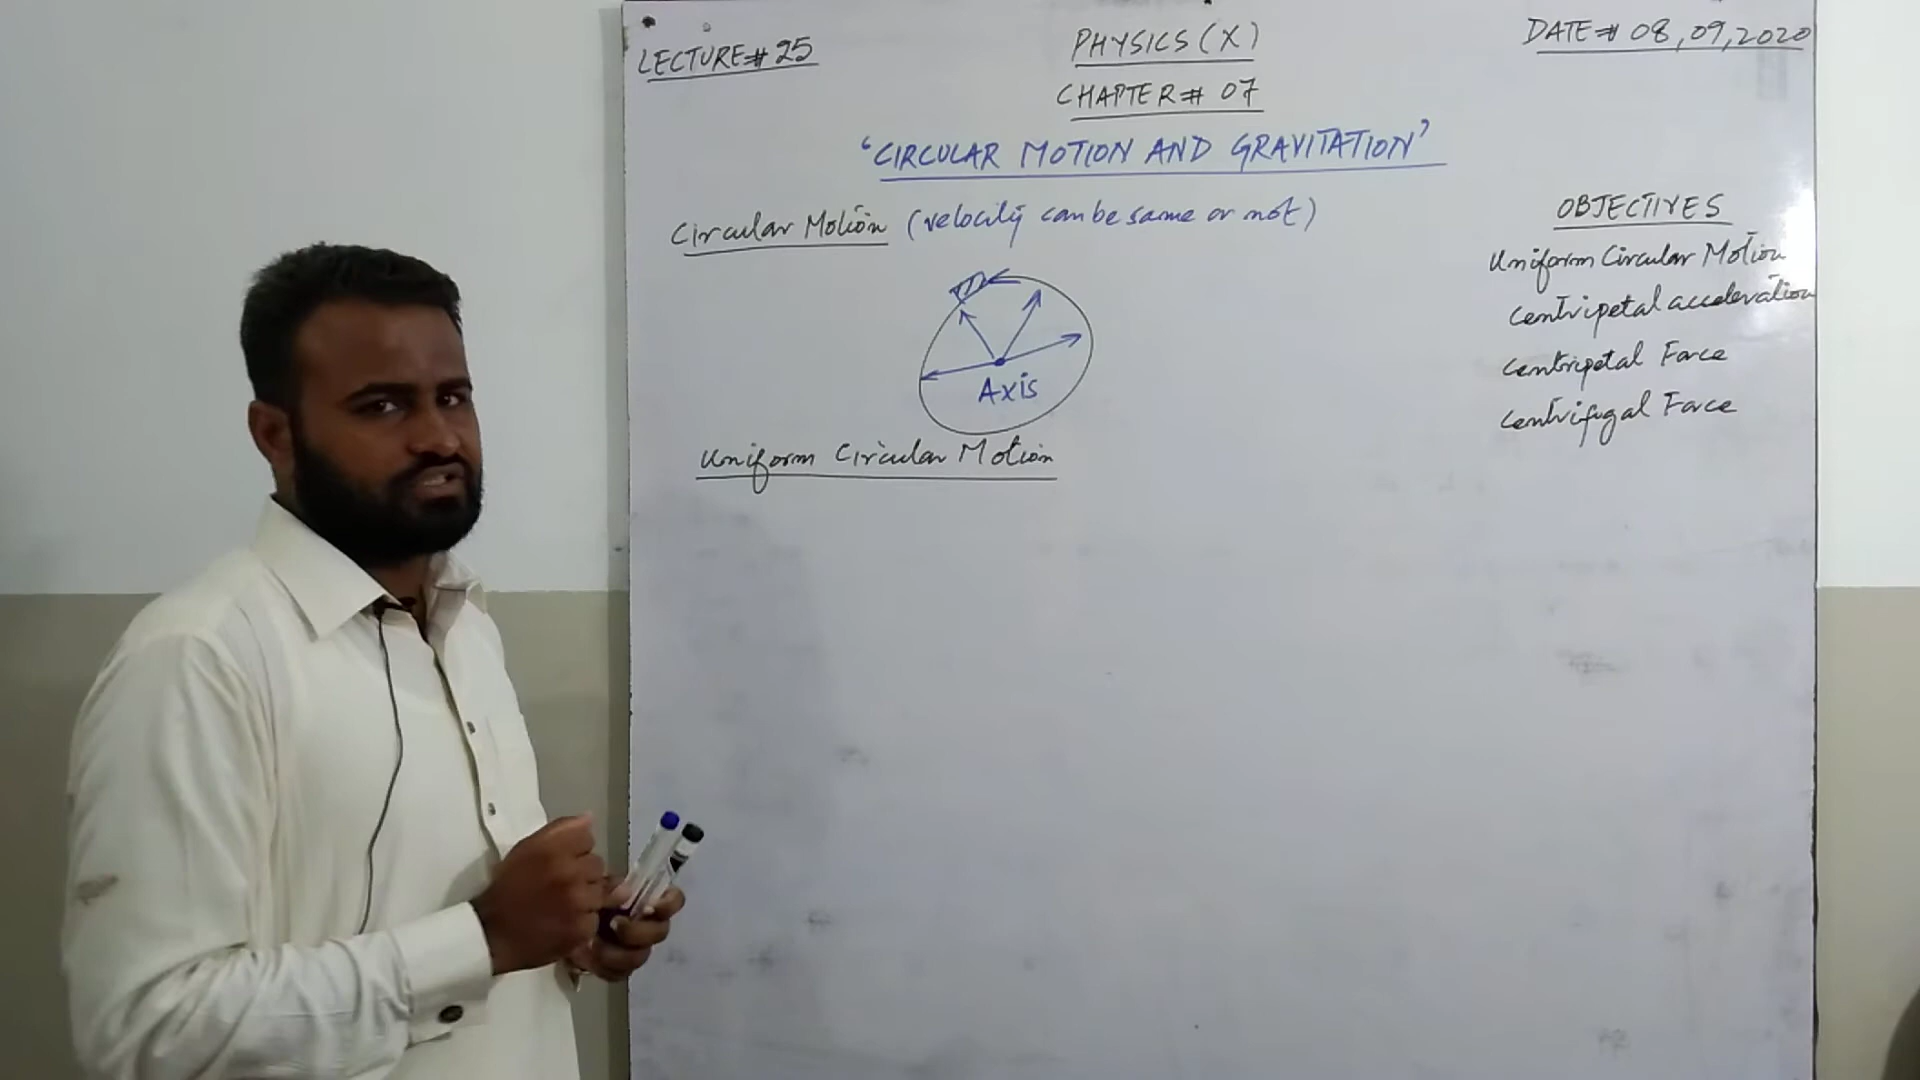 LECTURE# 25
PHYSICS (X)
DATE# 08,09,2020
CHAPTER# 07
"CIRCULAR MOTION AND GRAVITATION"
Circular Motion (velocity can be same or not)
Axis
Uniform Circular Motion
OBJECTIVES
Uniform Circular Motion
Centripetal acceleration
Centripetal Force
Centrifugal Force